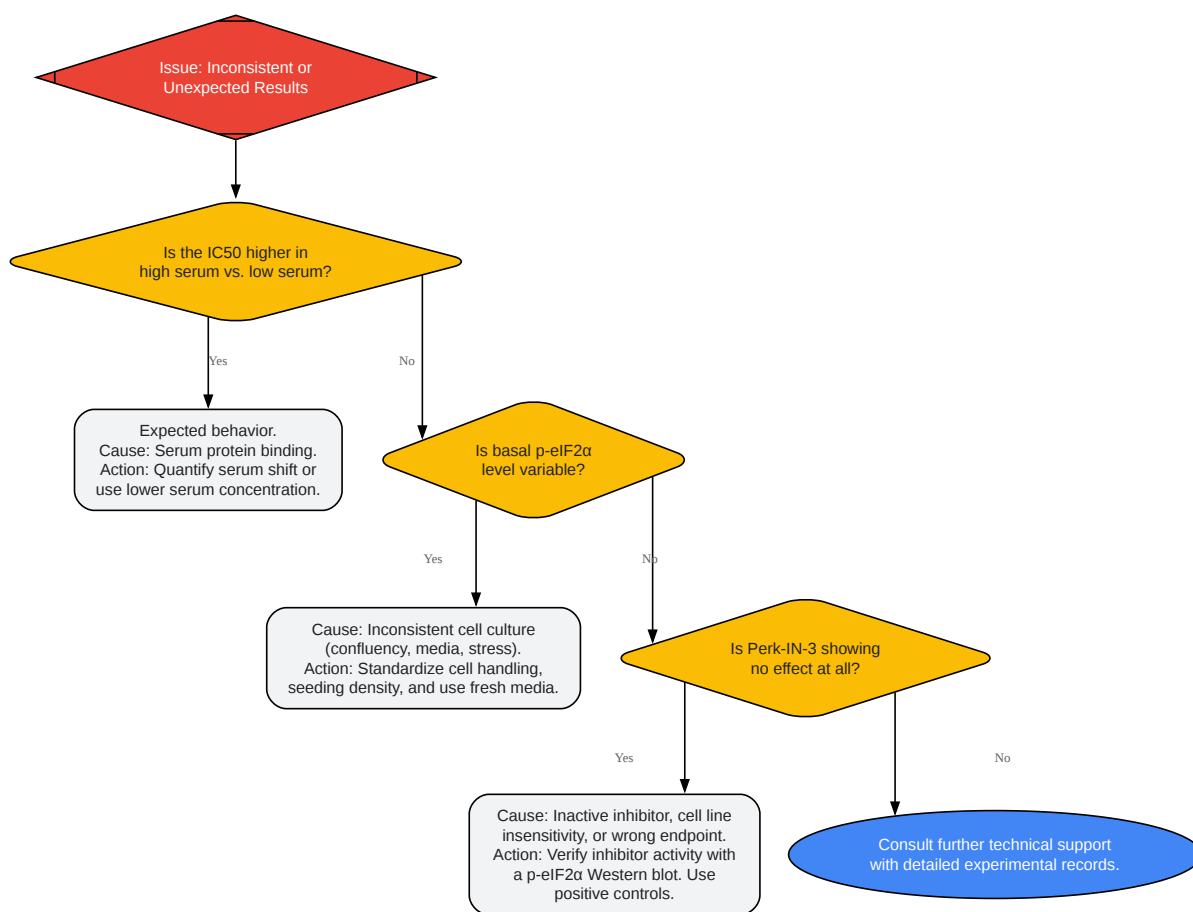 Issue: Inconsistent or
Unexpected Results
Is the IC50 higher in
high serum vs. low serum?
Yes
No
Expected behavior.
Cause: Serum protein binding.
Action: Quantify serum shift or
use lower serum concentration.
Is basal p-eIF2α
level variable?
Yes
No
Cause: Inconsistent cell culture
(confluency, media, stress).
Action: Standardize cell handling,
seeding density, and use fresh media.
Is Perk-IN-3 showing
no effect at all?
Yes
No
Cause: Inactive inhibitor, cell line
insensitivity, or wrong endpoint.
Action: Verify inhibitor activity with
a p-eIF2α Western blot. Use
positive controls.
Consult further technical support
with detailed experimental records.